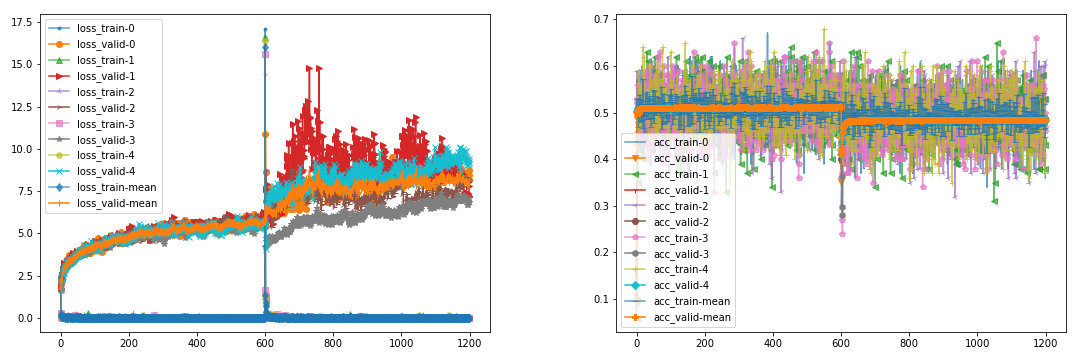 17.5
15.0
12.5
10.0
7.5
5.0
2.5
0.0
0
200
400
600
800
1000
1200
loss_train-0
loss_valid-0
loss_train-1
loss_valid-1
loss_train-2
loss_valid-2
loss_train-3
loss_valid-3
loss_train-4
loss_valid-4
loss_train-mean
loss_valid-mean
0.7
0.6
0.5
0.4
0.3
0.2
0.1
0
200
400
600
800
1000
1200
acc_train-0
acc_valid-0
acc_train-1
acc_valid-1
acc_train-2
acc_valid-2
acc_train-3
acc_valid-3
acc_train-4
acc_valid-4
acc_train-mean
acc_valid-mean